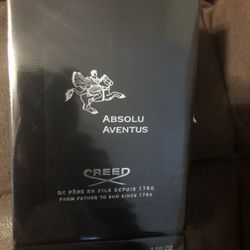 ABSOLU
AVENTUS
CREED
DE PÈRE EN FILS DEPUIS 1760
FROM FATHER TO SON SINCE 1760